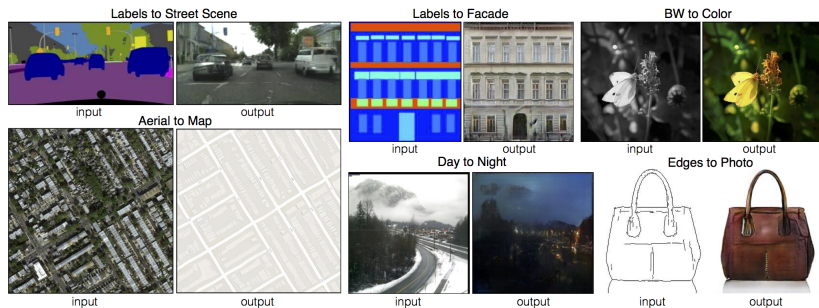 Labels to Street Scene
input
output
Aerial to Map
input
output
Labels to Facade
input
output
BW to Color
input
output
Day to Night
input
output
Edges to Photo
input
output